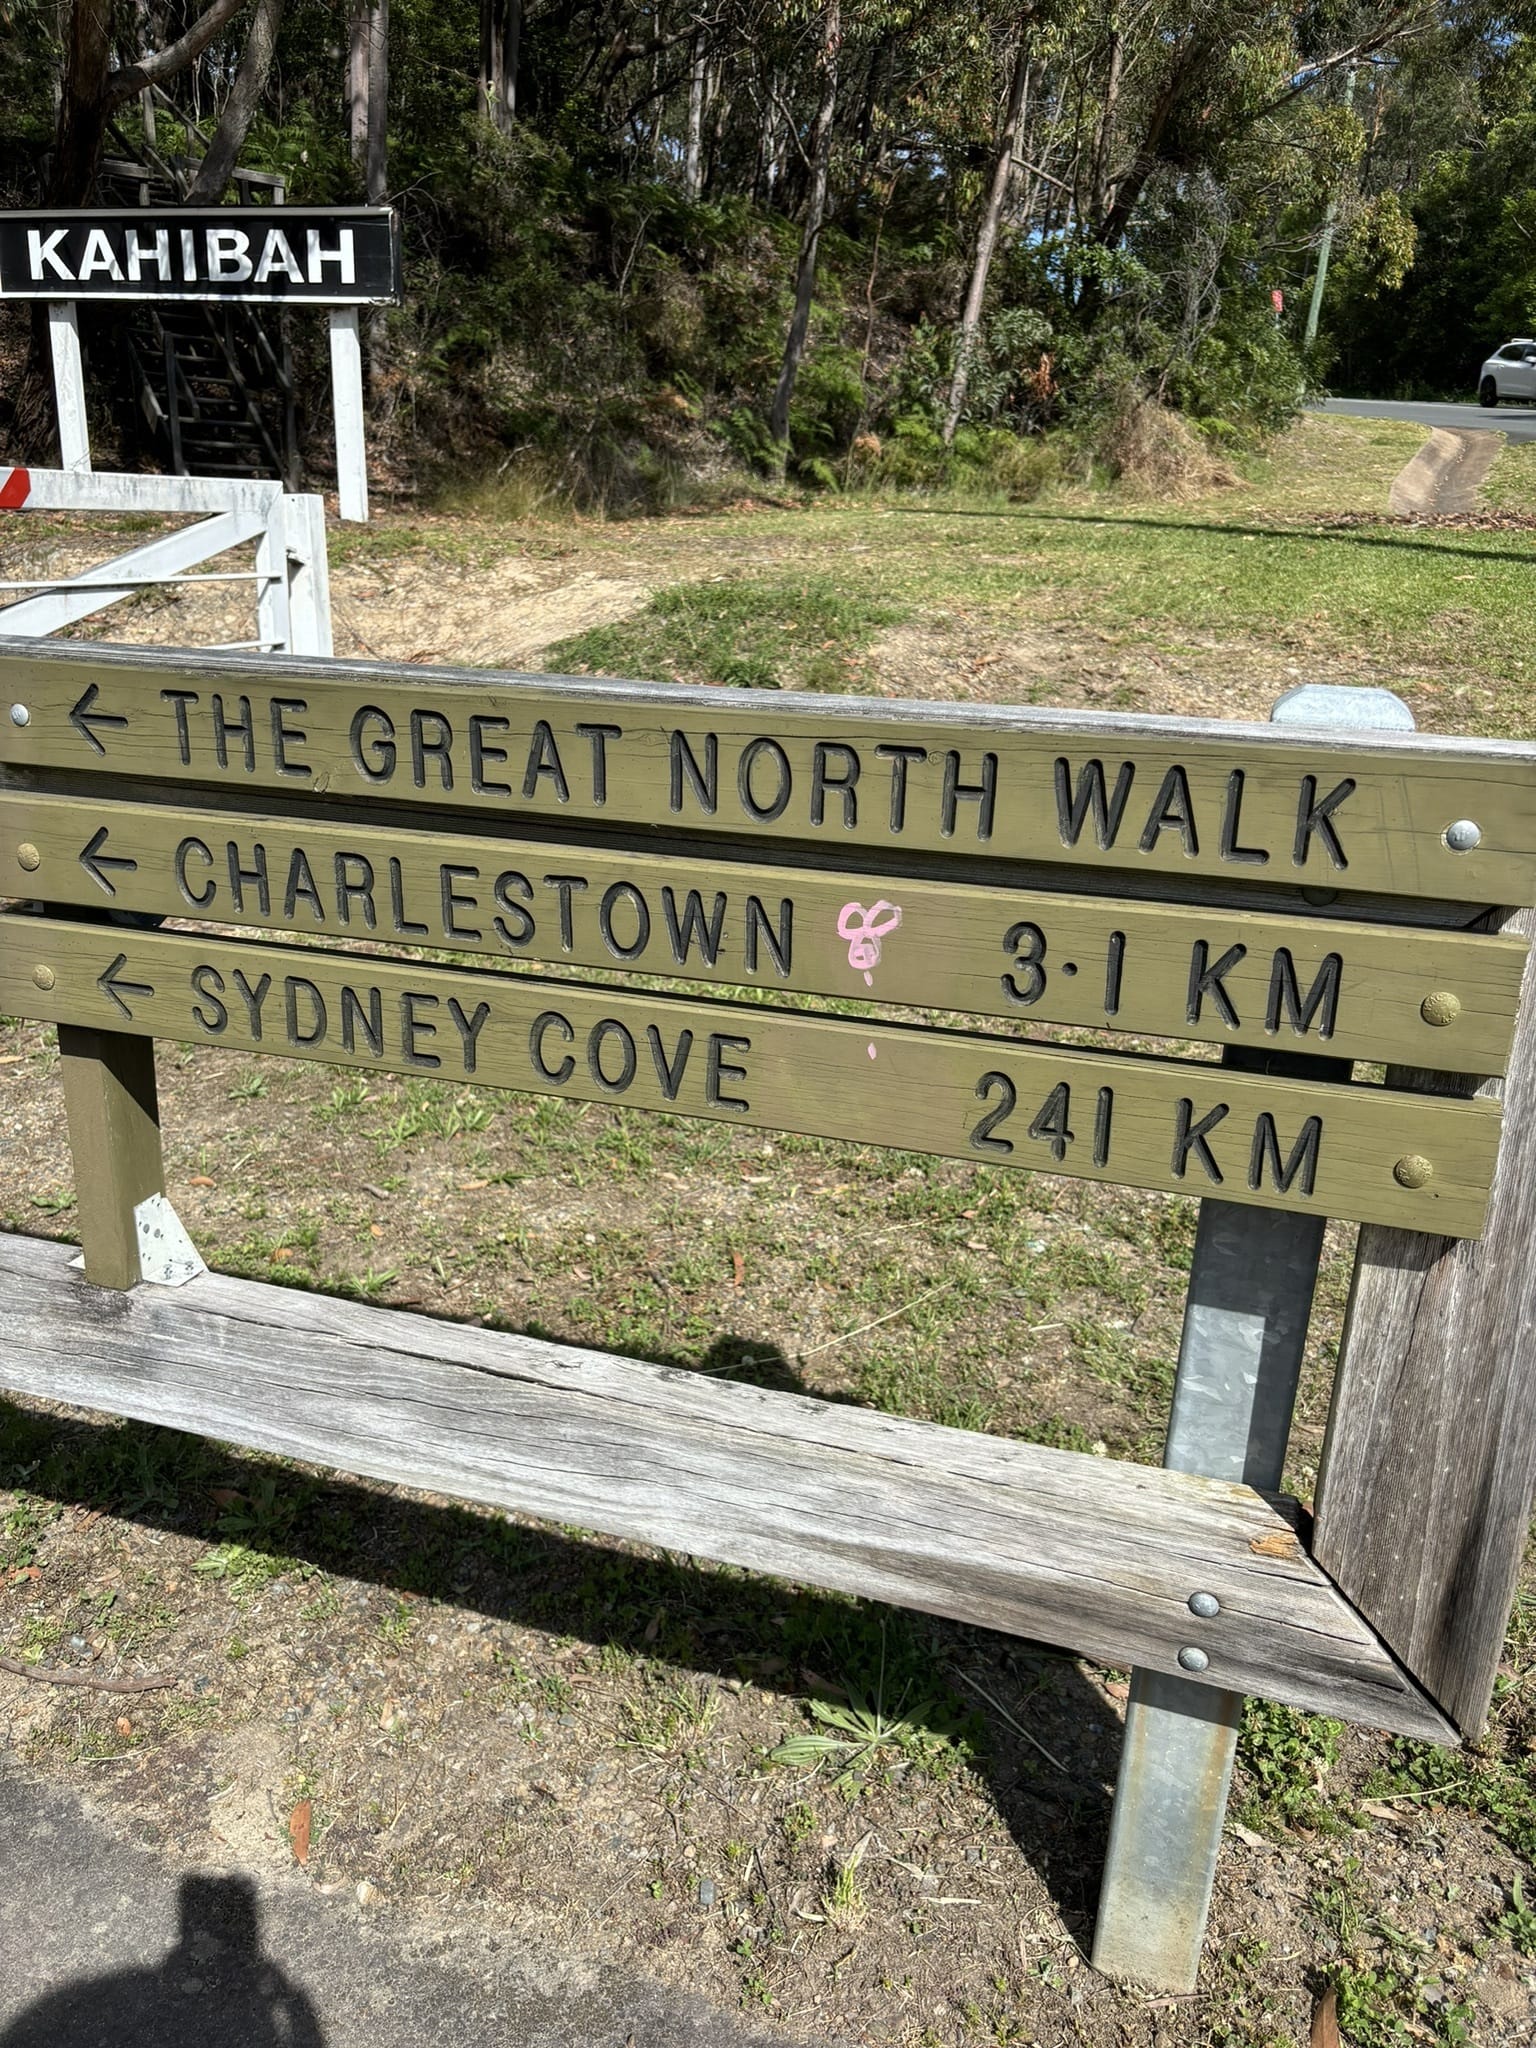 KAHIBAH
← THE GREAT NORTH WALK
← CHARLESTOWN 3·1 KM
← SYDNEY COVE 241 KM